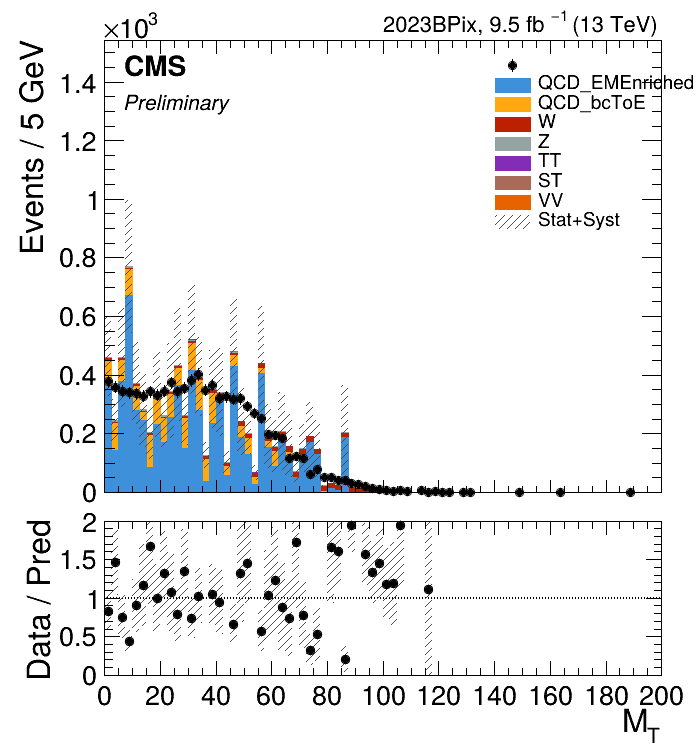 ×10³
2023BPix, 9.5 fb ⁻¹ (13 TeV)
CMS
Preliminary
Events / 5 GeV
1.4
1.2
1
0.8
0.6
0.4
0.2
0
QCD_EMEnriched
QCD_bcToE
W
Z
TT
ST
VV
Stat+Syst
Data / Pred
2
1.5
1
0.5
0
0 20 40 60 80 100 120 140 160 180 200
M_T